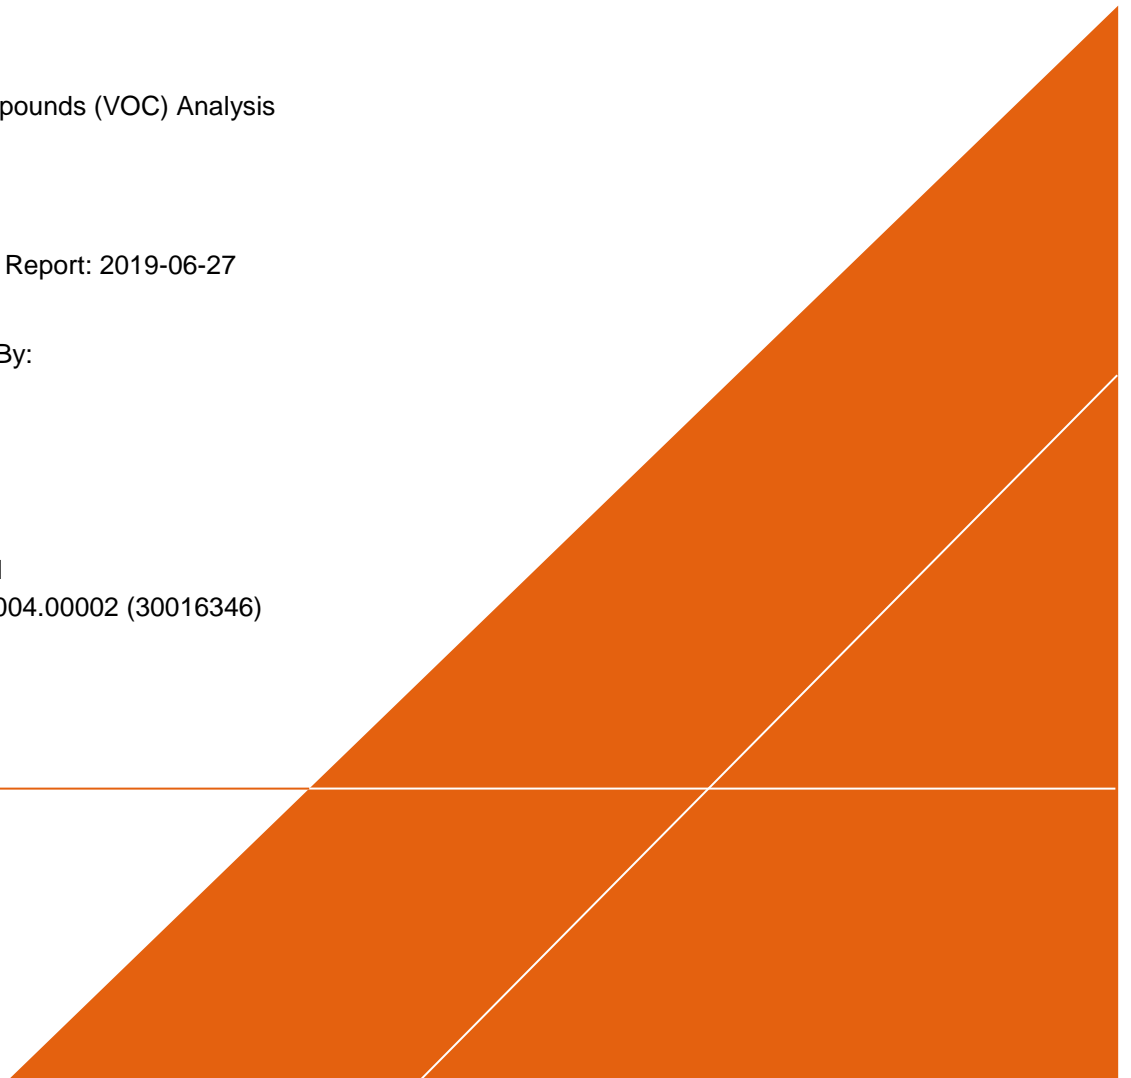 pounds (VOC) Analysis
Report: 2019-06-27
By:
004.00002 (30016346)